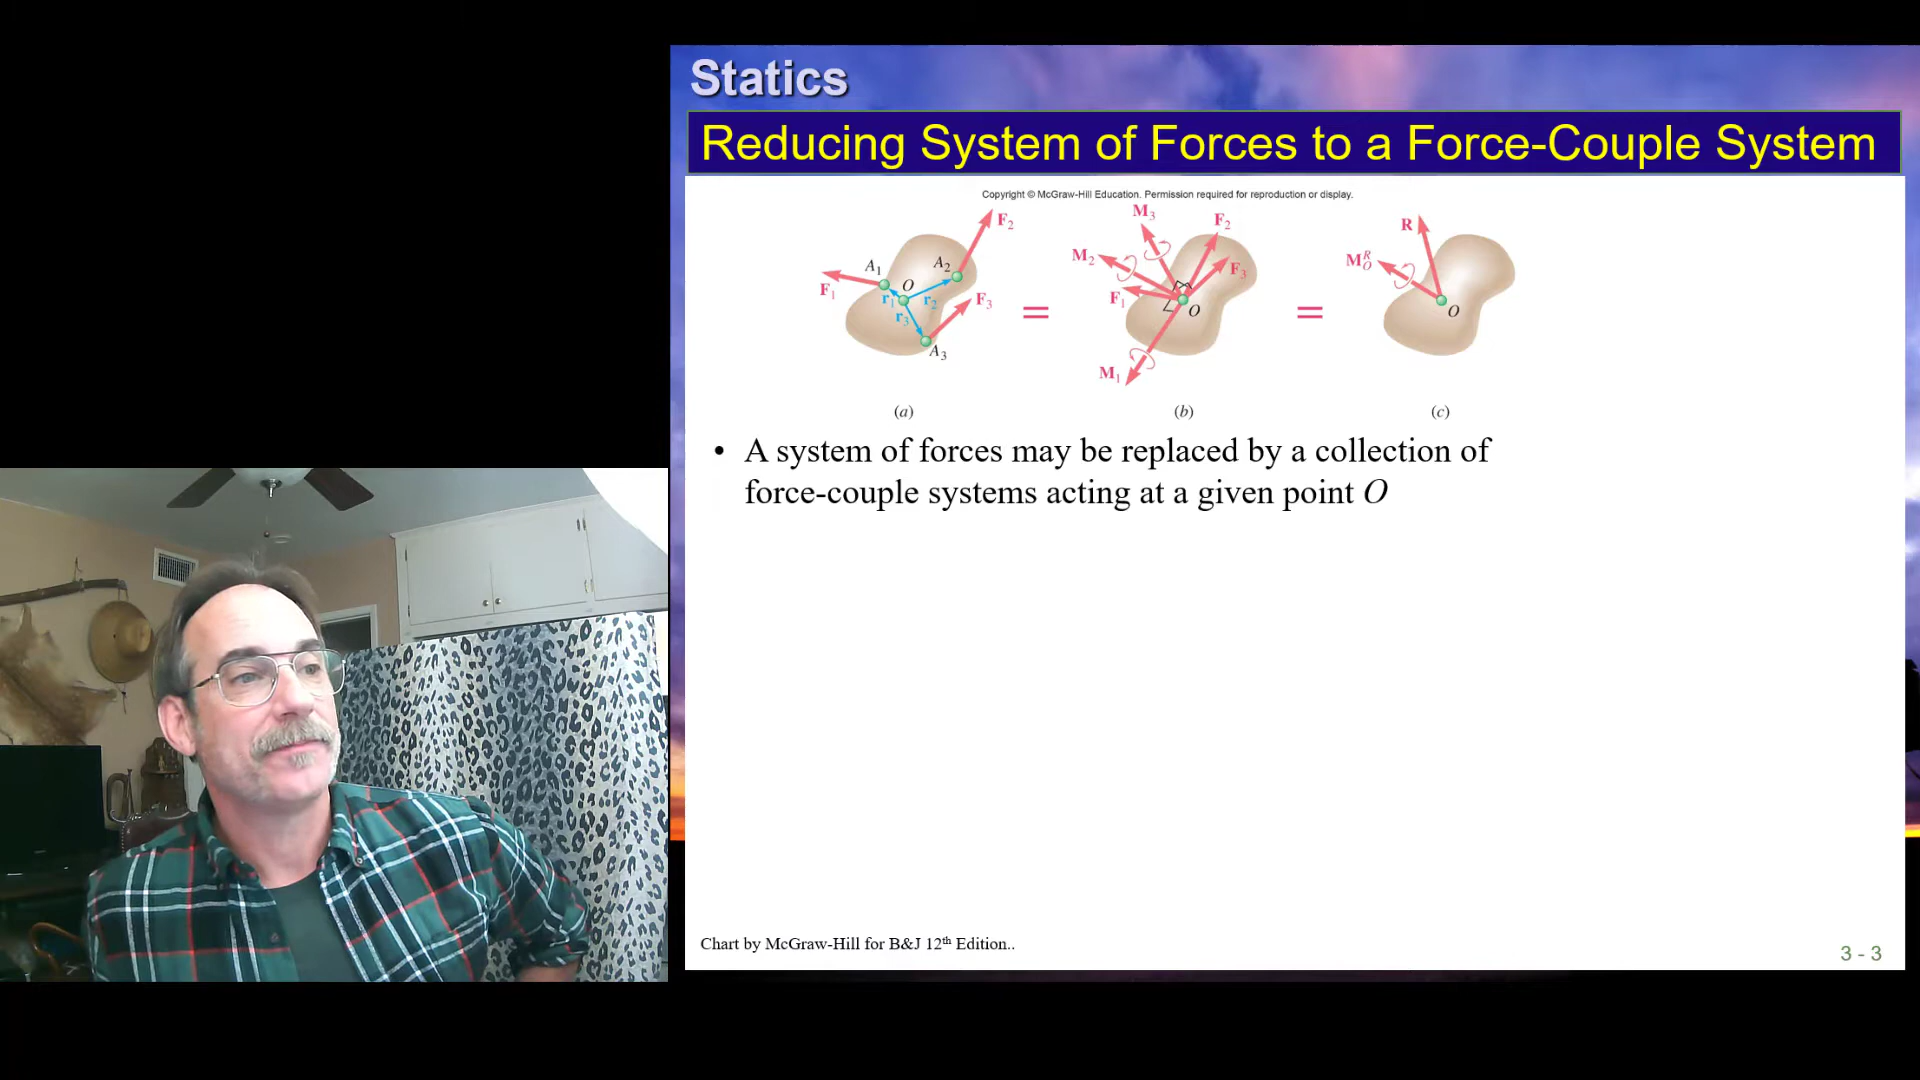 Statics
Reducing System of Forces to a Force-Couple System
Copyright © McGraw-Hill Education. Permission required for reproduction or display.
F₂
A₁
A₂
O
F₁
r₁
r₂
F₃
r₃
A₃
(a)
=
M₃
F₂
M₂
F₃
F₁
O
M₁
(b)
=
R
M_O^R
O
(c)
• A system of forces may be replaced by a collection of
force-couple systems acting at a given point O
Chart by McGraw-Hill for B&J 12th Edition..
3 - 3